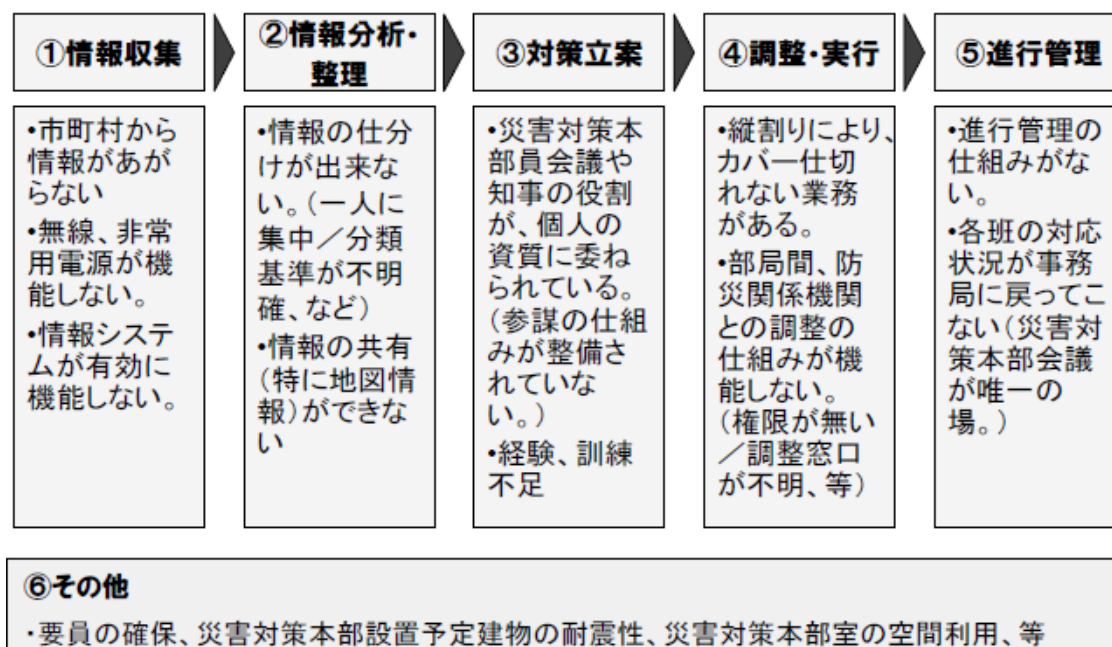 ①情報収集
②情報分析・
整理
③対策立案
④調整・実行
⑤進行管理
•市町村から
情報があが
らない
•無線、非常
用電源が機
能しない。
•情報システ
ムが有効に
機能しない。
•情報の仕分
けが出来な
い。（一人に
集中／分類
基準が不明
確、など）
•情報の共有
（特に地図情
報）ができな
い
•災害対策本
部員会議や
知事の役割
が、個人の
資質に委ね
られている。
（参謀の仕組
みが整備さ
れていな
い。）
•経験、訓練
不足
•縦割りにより、
カバー仕切
れない業務
がある。
•部局間、防
災関係機関
との調整の
仕組みが機
能しない。
（権限が無い
／調整窓口
が不明、等）
•進行管理の
仕組みがな
い。
•各班の対応
状況が事務
局に戻ってこ
ない（災害対
策本部会議
が唯一の
場。）
⑥その他
・要員の確保、災害対策本部設置予定建物の耐震性、災害対策本部室の空間利用、等